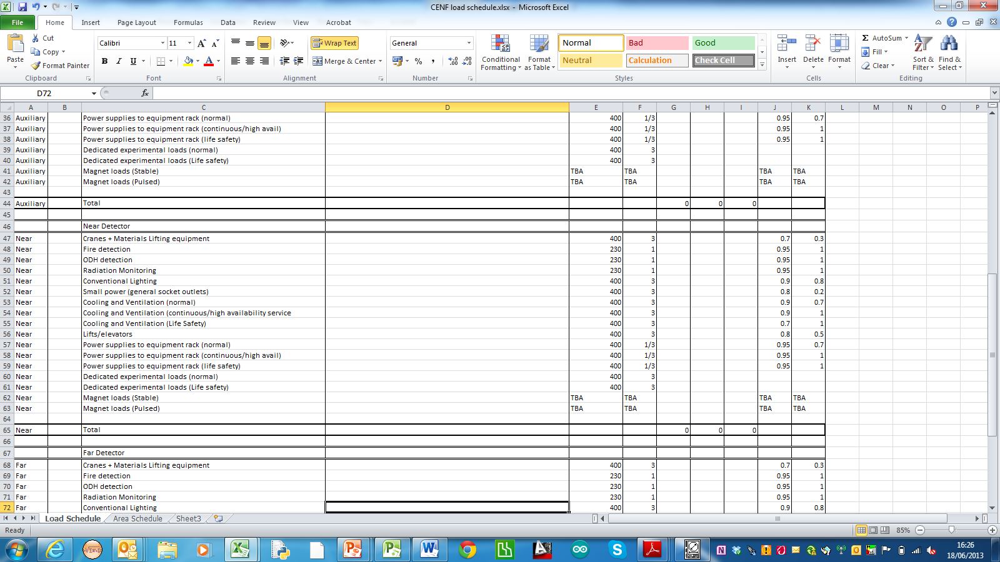 CENF load schedule.xlsx - Microsoft Excel
File Home Insert Page Layout Formulas Data Review View Acrobat
Paste Cut Copy Format Painter Clipboard
Calibri 11 B I U Font
Wrap Text Merge & Center Alignment
General % , Number
Conditional Formatting Format as Table Normal Bad Good Neutral Calculation Check Cell Styles
Insert Delete Format Cells
Σ AutoSum Fill Clear Sort & Filter Find & Select Editing
D72 fx
A B C D E F G H I J K L M N O P
36 Auxiliary Power supplies to equipment rack (normal) 400 1/3 0.95 0.7
37 Auxiliary Power supplies to equipment rack (continuous/high avail) 400 1/3 0.95 1
38 Auxiliary Power supplies to equipment rack (life safety) 400 1/3 0.95 1
39 Auxiliary Dedicated experimental loads (normal) 400 3
40 Auxiliary Dedicated experimental loads (Life safety) 400 3
41 Auxiliary Magnet loads (Stable) TBA TBA TBA TBA
42 Auxiliary Magnet loads (Pulsed) TBA TBA TBA TBA
43
44 Auxiliary Total 0 0 0
45
46 Near Detector
47 Near Cranes + Materials Lifting equipment 400 3 0.7 0.3
48 Near Fire detection 230 1 0.95 1
49 Near ODH detection 230 1 0.95 1
50 Near Radiation Monitoring 230 1 0.95 1
51 Near Conventional Lighting 400 3 0.9 0.8
52 Near Small power (general socket outlets) 400 3 0.8 0.2
53 Near Cooling and Ventilation (normal) 400 3 0.9 0.7
54 Near Cooling and Ventilation (continuous/high availability service 400 3 0.9 1
55 Near Cooling and Ventilation (Life Safety) 400 3 0.7 1
56 Near Lifts/elevators 400 3 0.8 0.5
57 Near Power supplies to equipment rack (normal) 400 1/3 0.95 0.7
58 Near Power supplies to equipment rack (continuous/high avail) 400 1/3 0.95 1
59 Near Power supplies to equipment rack (life safety) 400 1/3 0.95 1
60 Near Dedicated experimental loads (normal) 400 3
61 Near Dedicated experimental loads (Life safety) 400 3
62 Near Magnet loads (Stable) TBA TBA TBA TBA
63 Near Magnet loads (Pulsed) TBA TBA TBA TBA
64
65 Near Total 0 0 0
66
67 Far Detector
68 Far Cranes + Materials Lifting equipment 400 3 0.7 0.3
69 Far Fire detection 230 1 0.95 1
70 Far ODH detection 230 1 0.95 1
71 Far Radiation Monitoring 230 1 0.95 1
72 Far Conventional Lighting 400 3 0.9 0.8
Load Schedule Area Schedule Sheet3
Ready 85%
16:26
18/06/2013